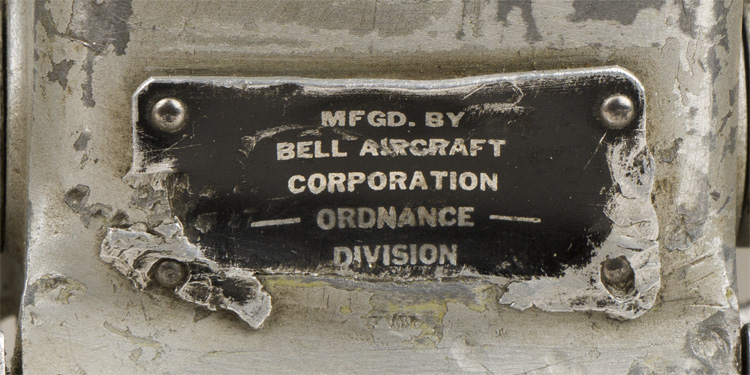 MFGD. BY
BELL AIRCRAFT
CORPORATION
— ORDNANCE —
DIVISION